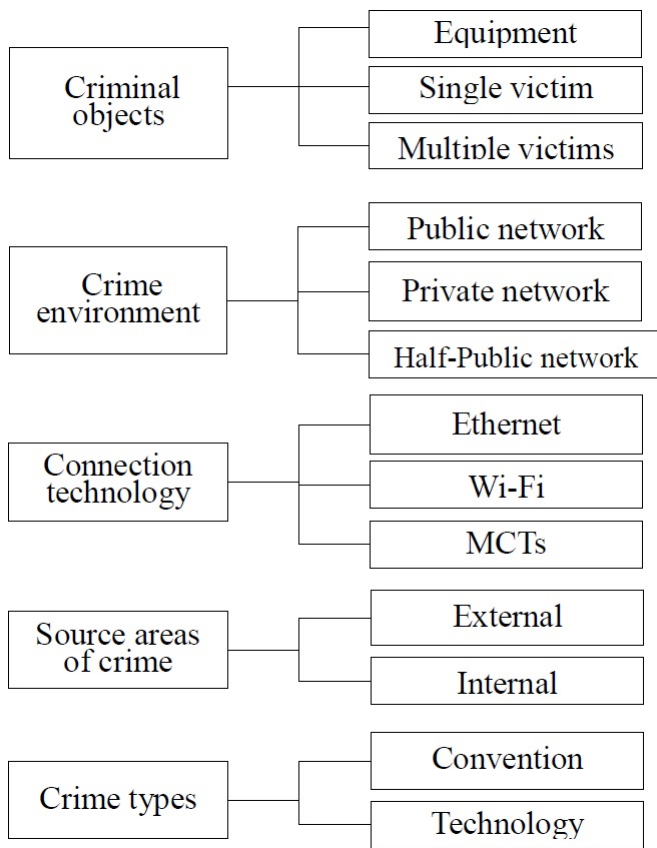 Criminal
objects
Equipment
Single victim
Multiple victims
Crime
environment
Public network
Private network
Half-Public network
Connection
technology
Ethernet
Wi-Fi
MCTs
Source areas
of crime
External
Internal
Crime types
Convention
Technology